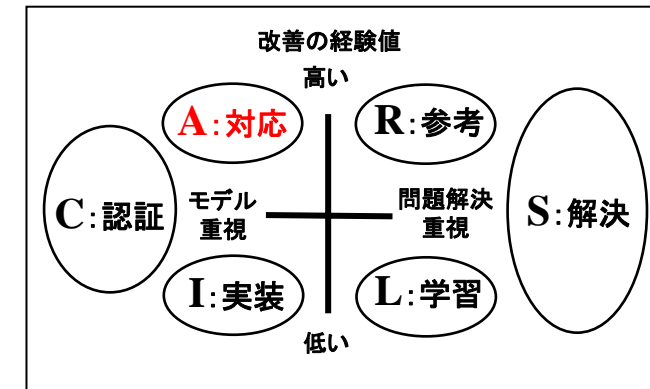 改善の経験値
高い
A:対応
R:参考
C:認証
モデル
重視
問題解決
重視
S:解決
I:実装
L:学習
低い